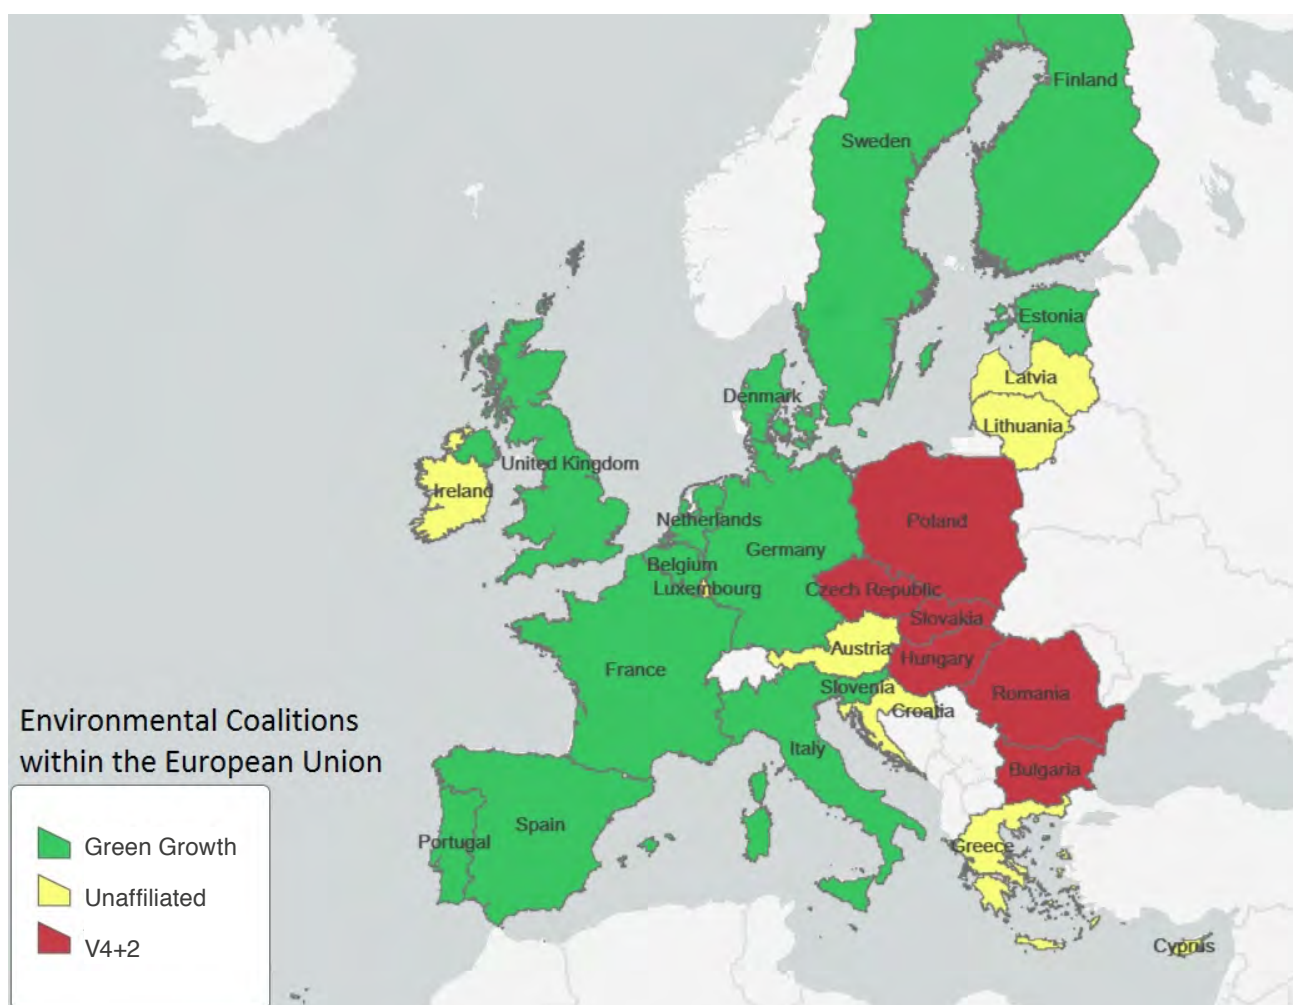 Finland
Sweden
Estonia
Latvia
Denmark
Lithuania
United Kingdom
Ireland
Netherlands
Poland
Germany
Belgium
Luxembourg
Czech Republic
Slovakia
Austria
Hungary
France
Slovenia
Romania
Croatia
Italy
Bulgaria
Spain
Portugal
Greece
Cyprus
Environmental Coalitions
within the European Union
Green Growth
Unaffiliated
V4+2